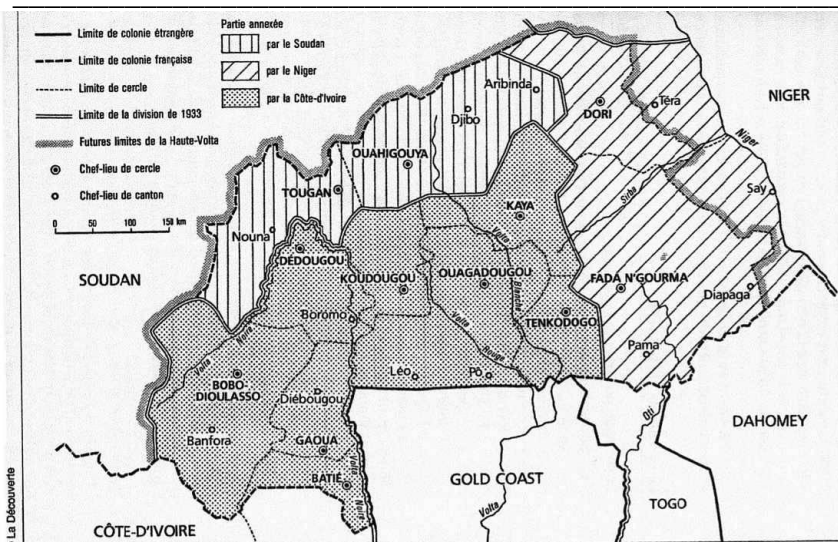 Limite de colonie étrangère
Limite de colonie française
Limite de cercle
Limite de la division de 1933
Futures limites de la Haute-Volta
Chef-lieu de cercle
Chef-lieu de canton
0 50 100 150 km
Partie annexée
par le Soudan
par le Niger
par la Côte-d'Ivoire
NIGER
Aribinda
Djibo
DORI
Téra
Niger
OUAHIGOUYA
TOUGAN
Say
KAYA
Sirba
Nouna
SOUDAN
DÉDOUGOU
Volta
KOUDOUGOU
OUAGADOUGOU
Blanche
FADA N'GOURMA
Diapaga
Boromo
TENKODOGO
Volta
Rouge
Volta
Noire
Pama
Léo
Pô
BOBO-
DIOULASSO
Diébougou
Oti
Banfora
DAHOMEY
GAOUA
BATIÉ
Volta
Noire
GOLD COAST
Volta
TOGO
CÔTE-D'IVOIRE
La Découverte